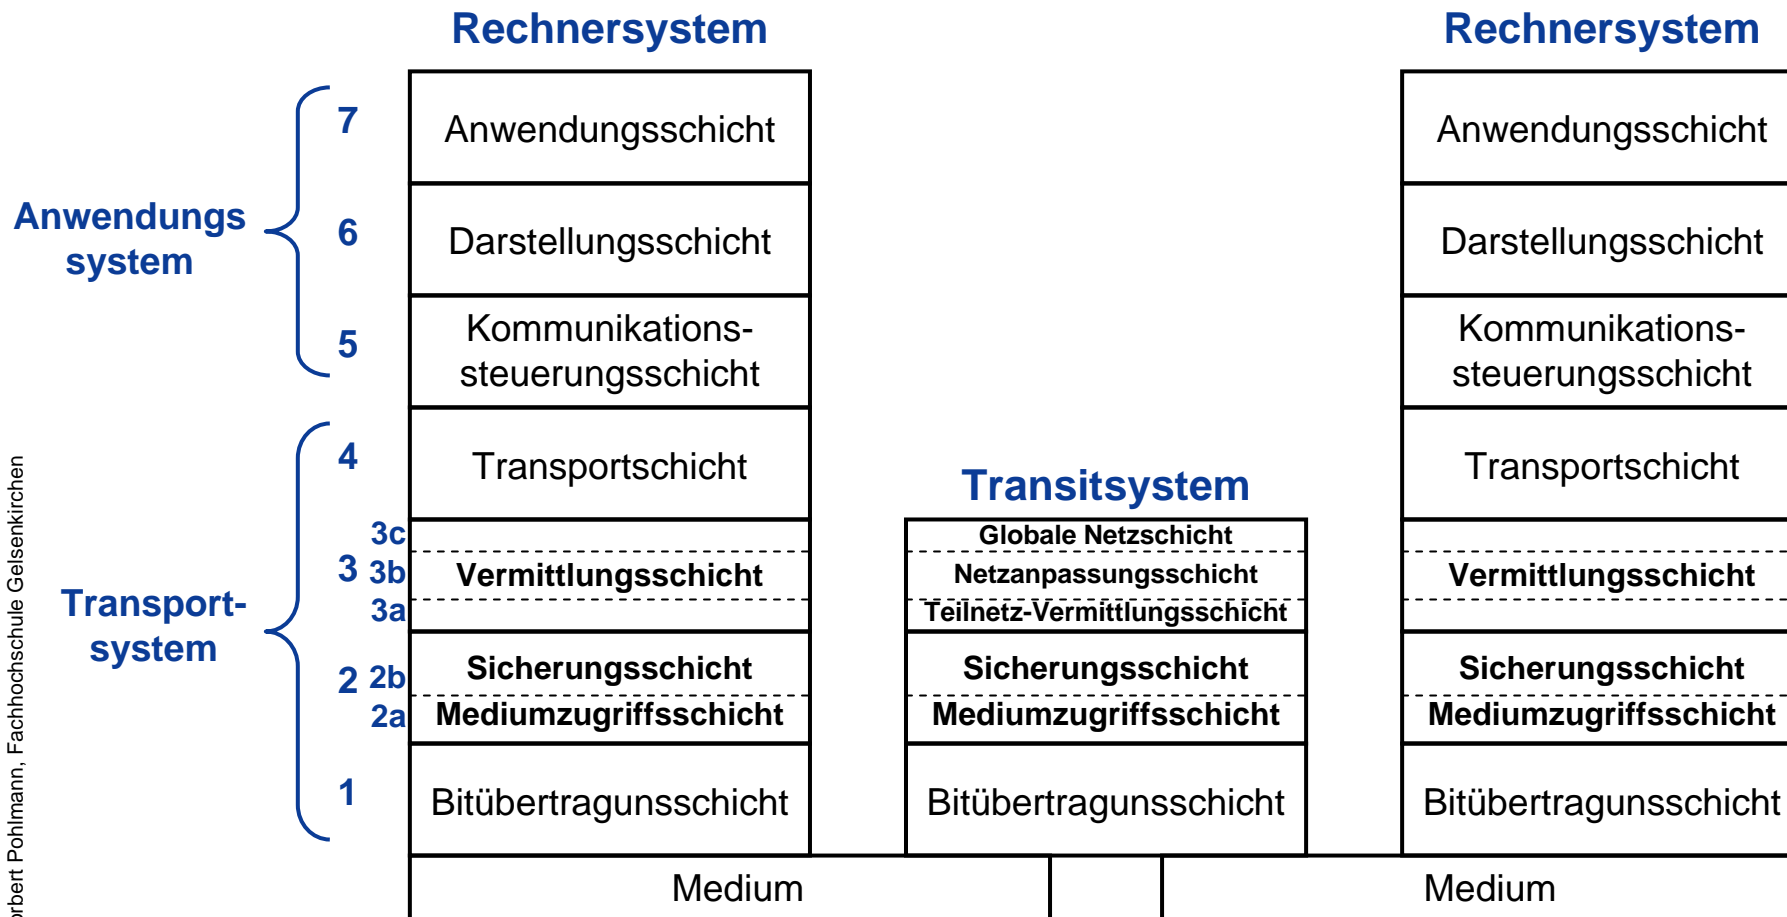 Rechnersystem
Rechnersystem
7
Anwendungsschicht
Anwendungsschicht
Anwendungs
system
6
Darstellungsschicht
Darstellungsschicht
5
Kommunikations-
steuerungsschicht
Kommunikations-
steuerungsschicht
4
Transportschicht
Transitsystem
Transportschicht
Transport-
system
3
3c
3b
3a
Vermittlungsschicht
Globale Netzschicht
Netzanpassungsschicht
Teilnetz-Vermittlungsschicht
Vermittlungsschicht
2
2b
2a
Sicherungsschicht
Mediumzugriffsschicht
Sicherungsschicht
Mediumzugriffsschicht
Sicherungsschicht
Mediumzugriffsschicht
1
Bitübertragunsschicht
Bitübertragunsschicht
Bitübertragunsschicht
Medium
Medium
Pohlmann, Fachhochschule Gelsenkirchen